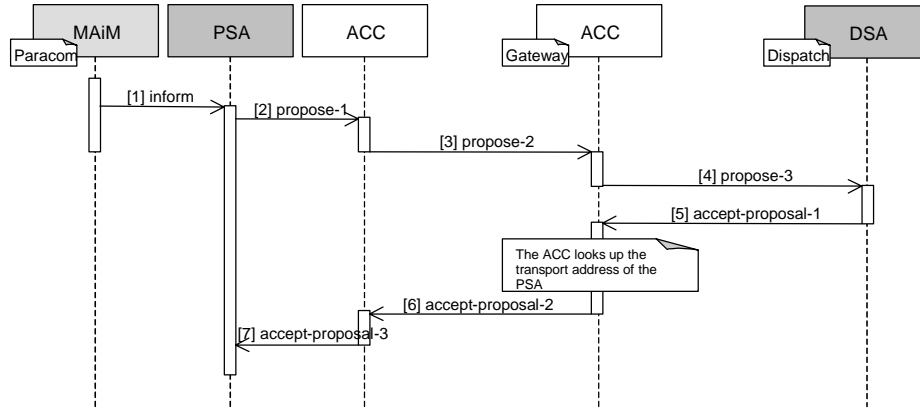 MAiM
PSA
ACC
ACC
DSA
Paracom
Gateway
Dispatch
[1] inform
[2] propose-1
[3] propose-2
[4] propose-3
[5] accept-proposal-1
The ACC looks up the
transport address of the
PSA
[6] accept-proposal-2
[7] accept-proposal-3